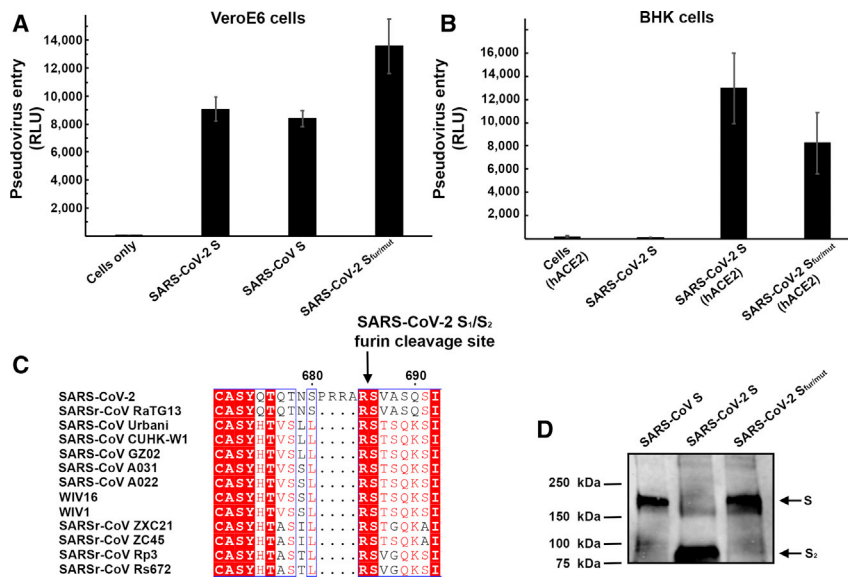 A
VeroE6 cells
Pseudovirus entry
(RLU)
14,000
12,000
10,000
8,000
6,000
4,000
2,000
Cells only
SARS-CoV-2 S
SARS-CoV S
SARS-CoV-2 Sfur/mut
B
BHK cells
Pseudovirus entry
(RLU)
16,000
14,000
12,000
10,000
8,000
6,000
4,000
2,000
Cells
(hACE2)
SARS-CoV-2 S
SARS-CoV-2 S
(hACE2)
SARS-CoV-2 Sfur/mut
(hACE2)
C
SARS-CoV-2 S1/S2
furin cleavage site
680 690
SARS-CoV-2 CASYQTQTNSPRRARSVASQSI
SARSr-CoV RaTG13 CASYQTQTNS....RSVASQSI
SARS-CoV Urbani CASYHTVSLL....RSTSQKSI
SARS-CoV CUHK-W1 CASYHTVSLL....RSTSQKSI
SARS-CoV GZ02 CASYHTVSLL....RSTSQKSI
SARS-CoV A031 CASYHTVSSL....RSTSQKSI
SARS-CoV A022 CASYHTVSSL....RSTSQKSI
WIV16 CASYHTVSSL....RSTSQKSI
WIV1 CASYHTVSSL....RSTSQKSI
SARSr-CoV ZXC21 CASYHTASIL....RSTGQKAI
SARSr-CoV ZC45 CASYHTASIL....RSTSQKAI
SARSr-CoV Rp3 CASYHTASTL....RSVGQKSI
SARSr-CoV Rs672 CASYHTASTL....RSVGQKSI
D
SARS-CoV S
SARS-CoV-2 S
SARS-CoV-2 Sfur/mut
250 kDa
150 kDa
100 kDa
75 kDa
S
S2